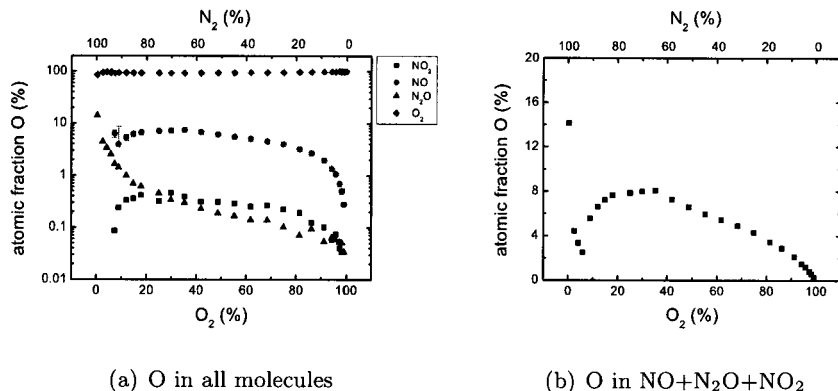 N2 (%)
100 80 60 40 20 0
100
10
1
0.1
0.01
atomic fraction O (%)
0 20 40 60 80 100
O2 (%)
NO2
NO
N2O
O2
(a) O in all molecules
N2 (%)
100 80 60 40 20 0
20
16
12
8
4
0
atomic fraction O (%)
0 20 40 60 80 100
O2 (%)
(b) O in NO+N2O+NO2